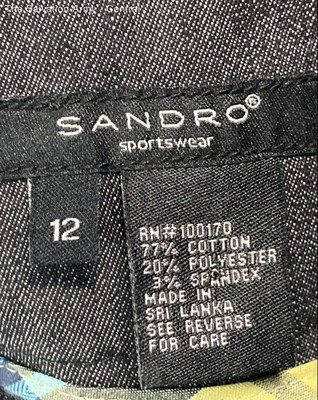 SANDRO®
sportswear
12
RN#100170
77% COTTON
20% POLYESTER
3% SPANDEX
MADE IN
SRI LANKA
SEE REVERSE
FOR CARE